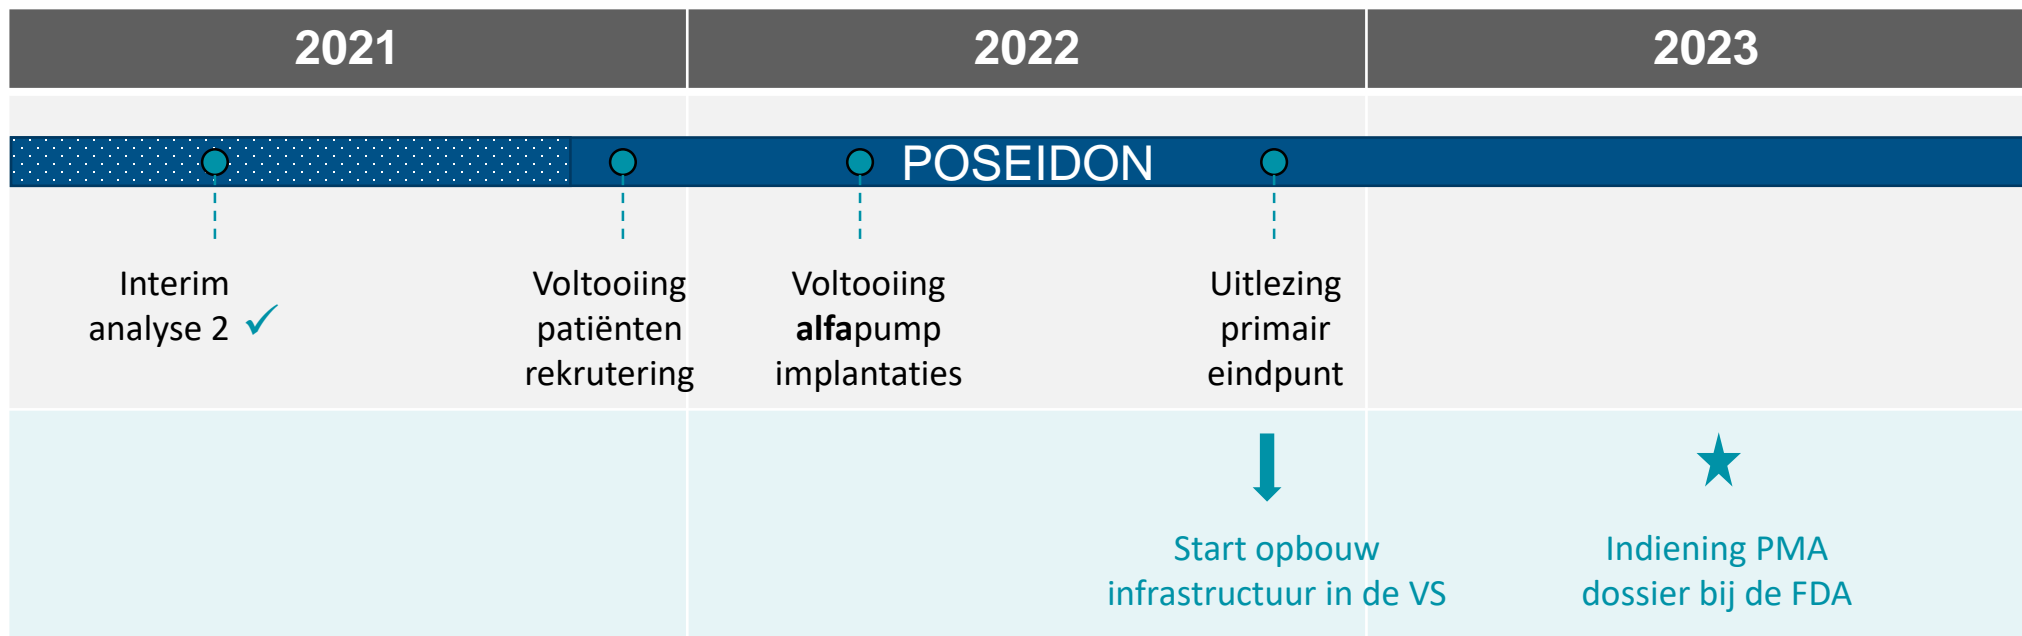 2021
2022
2023
POSEIDON
Interim
analyse 2
Voltooiing
patiënten
rekrutering
Voltooiing
alfapump
implantaties
Uitlezing
primair
eindpunt
Start opbouw
infrastructuur in de VS
Indiening PMA
dossier bij de FDA